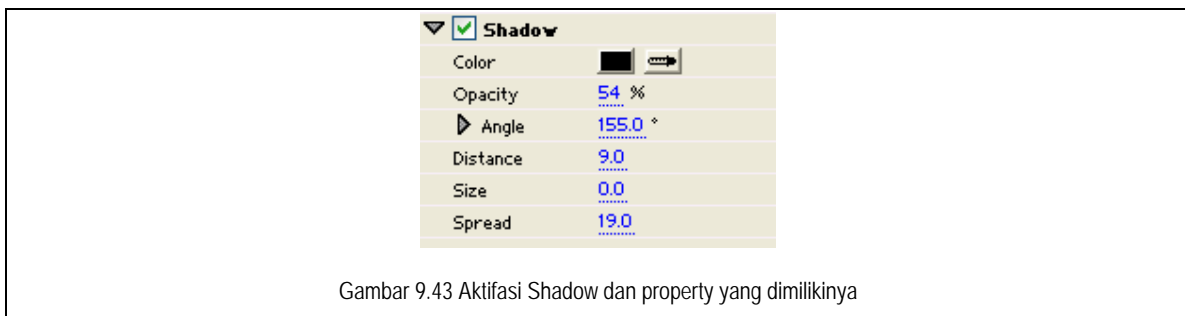 Shadow
Color
Opacity 54 %
Angle 155.0 °
Distance 9.0
Size 0.0
Spread 19.0
Gambar 9.43 Aktifasi Shadow dan property yang dimilikinya